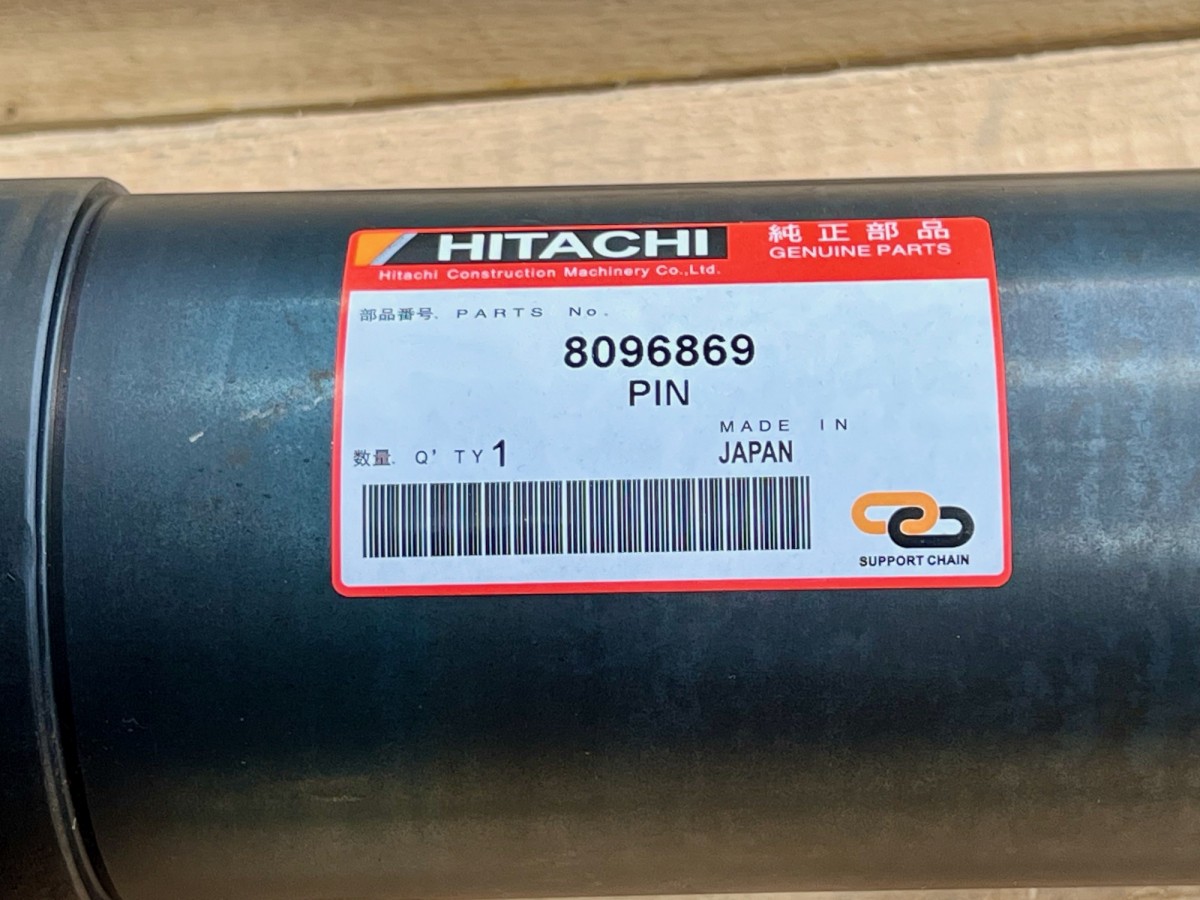 HITACHI
Hitachi Construction Machinery Co.,Ltd.
純正部品
GENUINE PARTS
部品番号. PARTS No.
8096869
PIN
MADE IN
JAPAN
数量. Q'TY 1
SUPPORT CHAIN